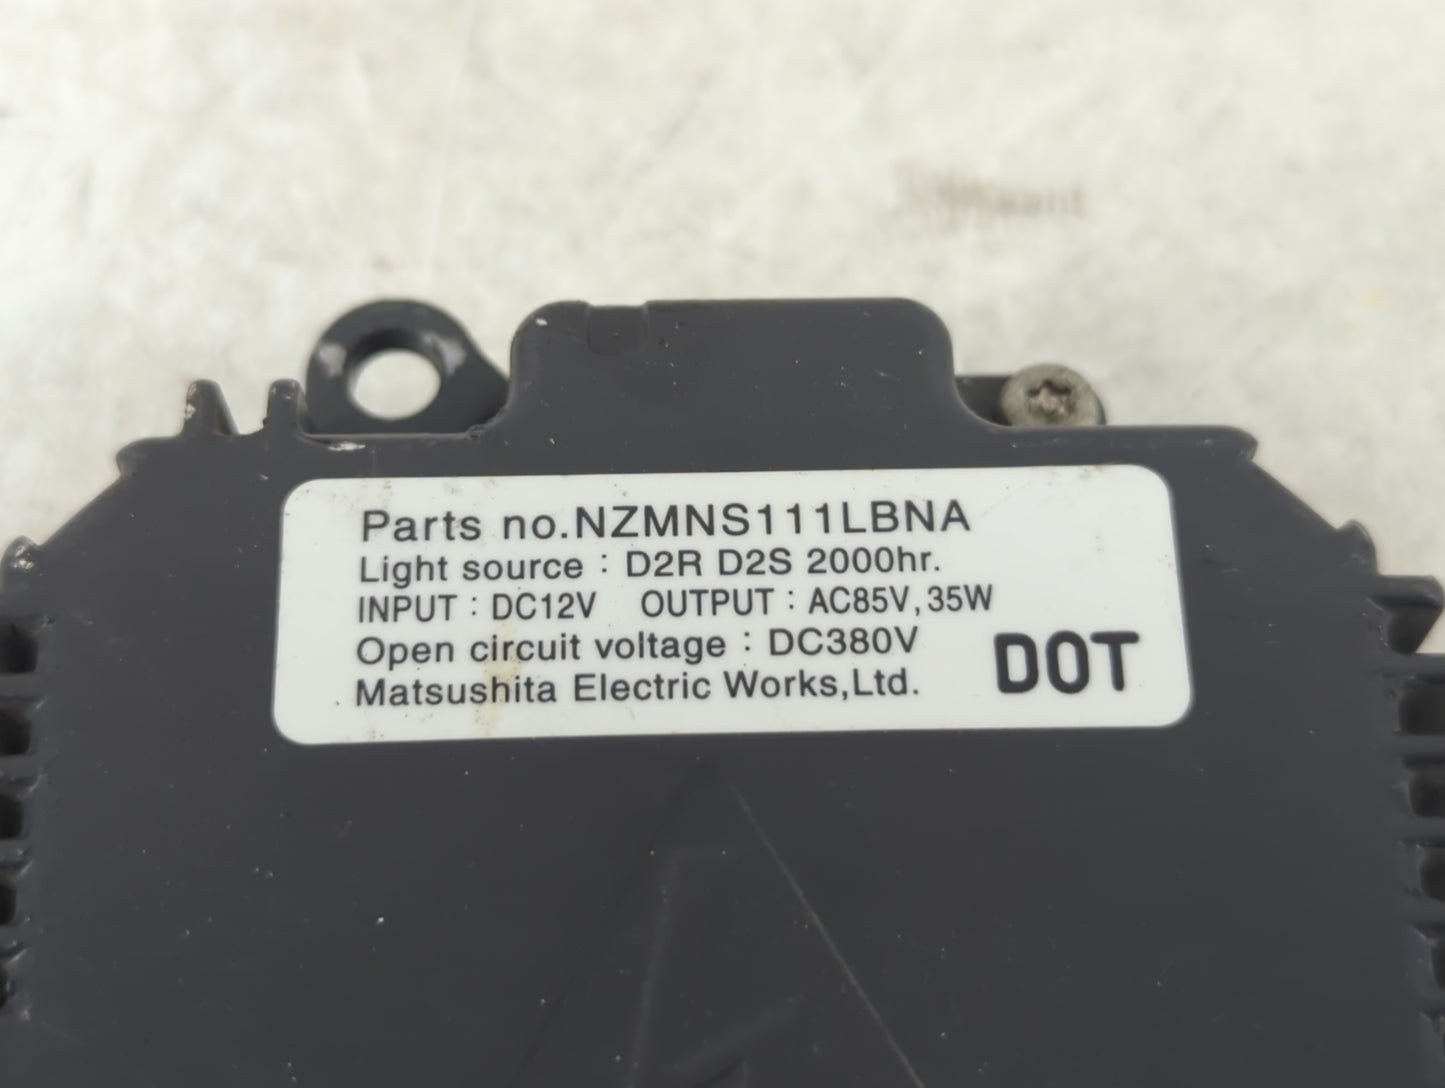 Parts no.NZMNS111LBNA
Light source : D2R D2S 2000hr.
INPUT : DC12V OUTPUT : AC85V, 35W
Open circuit voltage : DC380V
Matsushita Electric Works,Ltd.
DOT